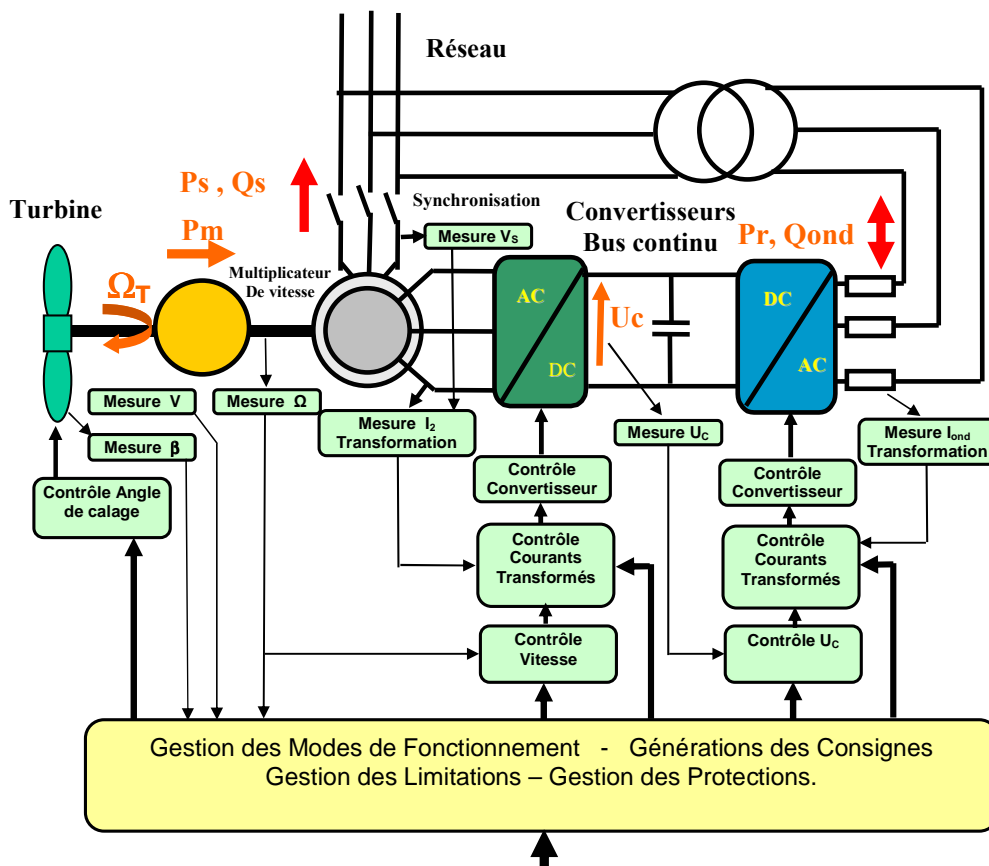 Réseau
Ps , Qs
Synchronisation
Turbine
Pm
Mesure VS
Convertisseurs
Bus continu
Pr, Qond
Multiplicateur
De vitesse
ΩT
AC
DC
Uc
DC
AC
Mesure V
Mesure Ω
Mesure I2
Transformation
Mesure UC
Mesure Iond
Transformation
Mesure β
Contrôle Angle
de calage
Contrôle
Convertisseur
Contrôle
Convertisseur
Contrôle
Courants
Transformés
Contrôle
Courants
Transformés
Contrôle
Vitesse
Contrôle UC
Gestion des Modes de Fonctionnement - Générations des Consignes
Gestion des Limitations – Gestion des Protections.